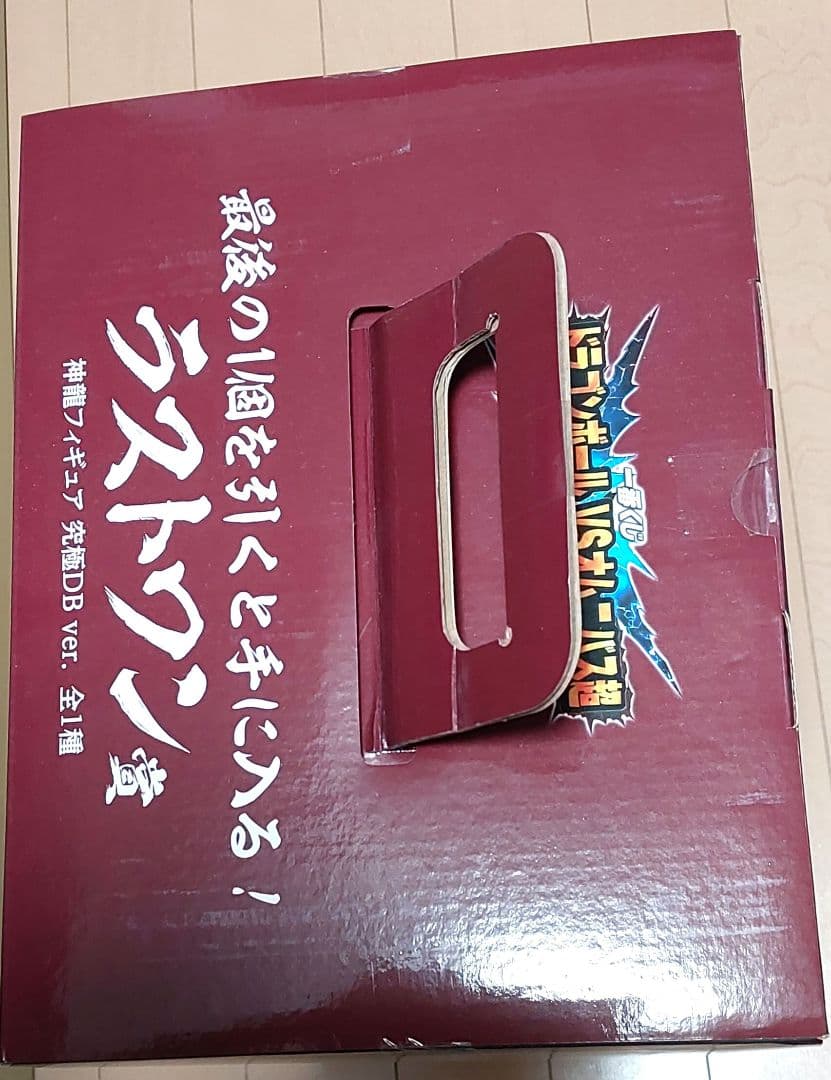 一番くじ
ドラゴンボールVSオムニバス超
最後の1個を引くと手に入る!
ラストワン賞
神龍フィギュア 究極DB ver. 全1種